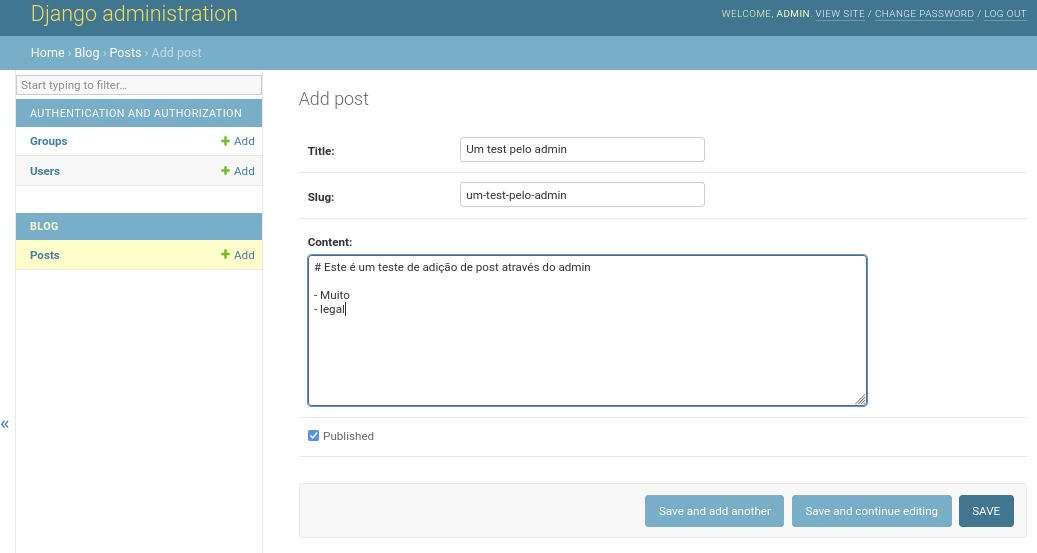 Django administration
WELCOME, ADMIN. VIEW SITE / CHANGE PASSWORD / LOG OUT
Home › Blog › Posts › Add post
Start typing to filter...
AUTHENTICATION AND AUTHORIZATION
Groups + Add
Users + Add
BLOG
Posts + Add
«
Add post
Title: Um test pelo admin
Slug: um-test-pelo-admin
Content:
# Este é um teste de adição de post através do admin
- Muito
- legal
Published
Save and add another Save and continue editing SAVE